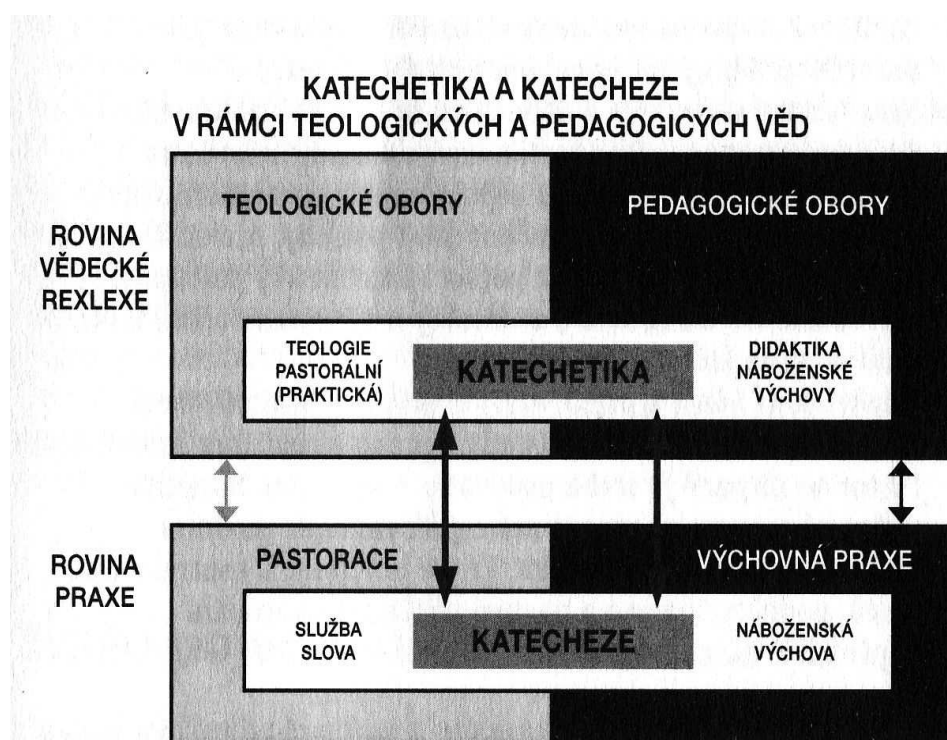 KATECHETIKA A KATECHEZE
V RÁMCI TEOLOGICKÝCH A PEDAGOGICÝCH VĚD
TEOLOGICKÉ OBORY
PEDAGOGICKÉ OBORY
ROVINA
VĚDECKÉ
REXLEXE
TEOLOGIE
PASTORÁLNÍ
(PRAKTICKÁ)
KATECHETIKA
DIDAKTIKA
NÁBOŽENSKÉ
VÝCHOVY
ROVINA
PRAXE
PASTORACE
VÝCHOVNÁ PRAXE
SLUŽBA
SLOVA
KATECHEZE
NÁBOŽENSKÁ
VÝCHOVA